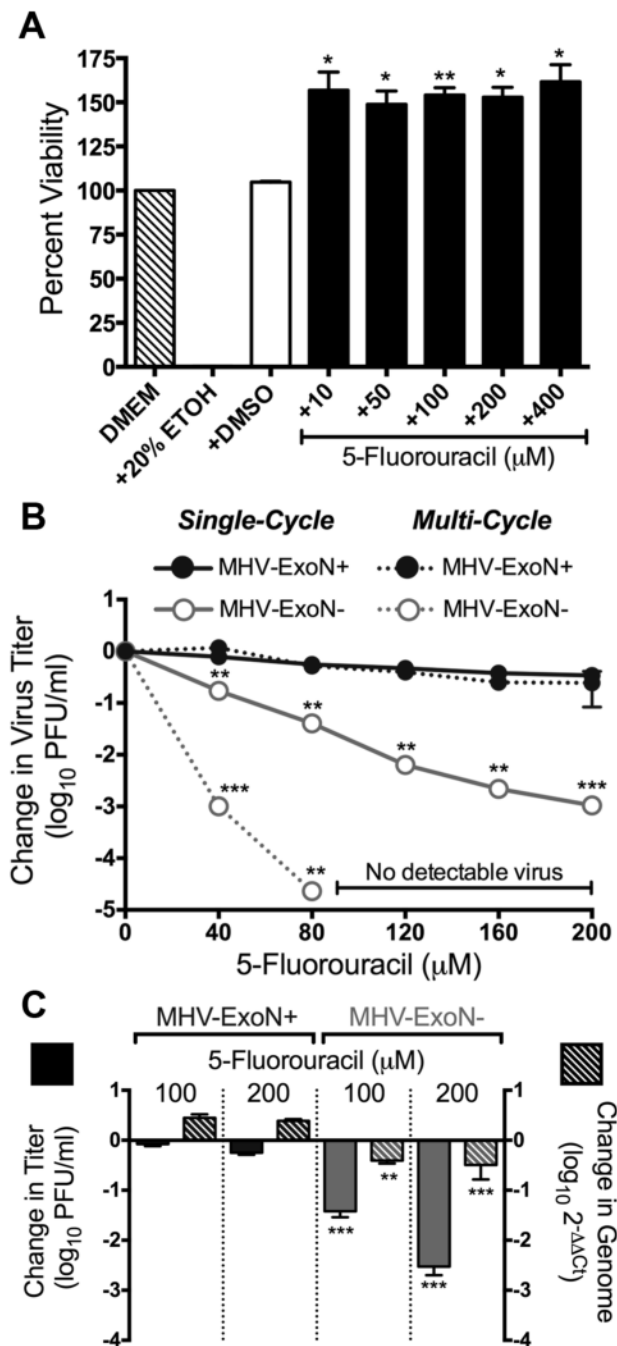 A
Percent Viability
175
150
125
100
75
50
25
0
* * ** * *
DMEM
+20% ETOH
+DMSO
+10
+50
+100
+200
+400
5-Fluorouracil (μM)
B
Single-Cycle Multi-Cycle
MHV-ExoN+ MHV-ExoN+
MHV-ExoN- MHV-ExoN-
Change in Virus Titer
(log10 PFU/ml)
1
0
-1
-2
-3
-4
-5
** ** ** ** ***
*** **
No detectable virus
0 40 80 120 160 200
5-Fluorouracil (μM)
C
MHV-ExoN+ MHV-ExoN-
5-Fluorouracil (μM)
100 200 100 200
Change in Titer
(log10 PFU/ml)
1
0
-1
-2
-3
-4
*** ** *** ***
1
0
-1
-2
-3
-4
Change in Genome
(log10 2-ΔΔCt)